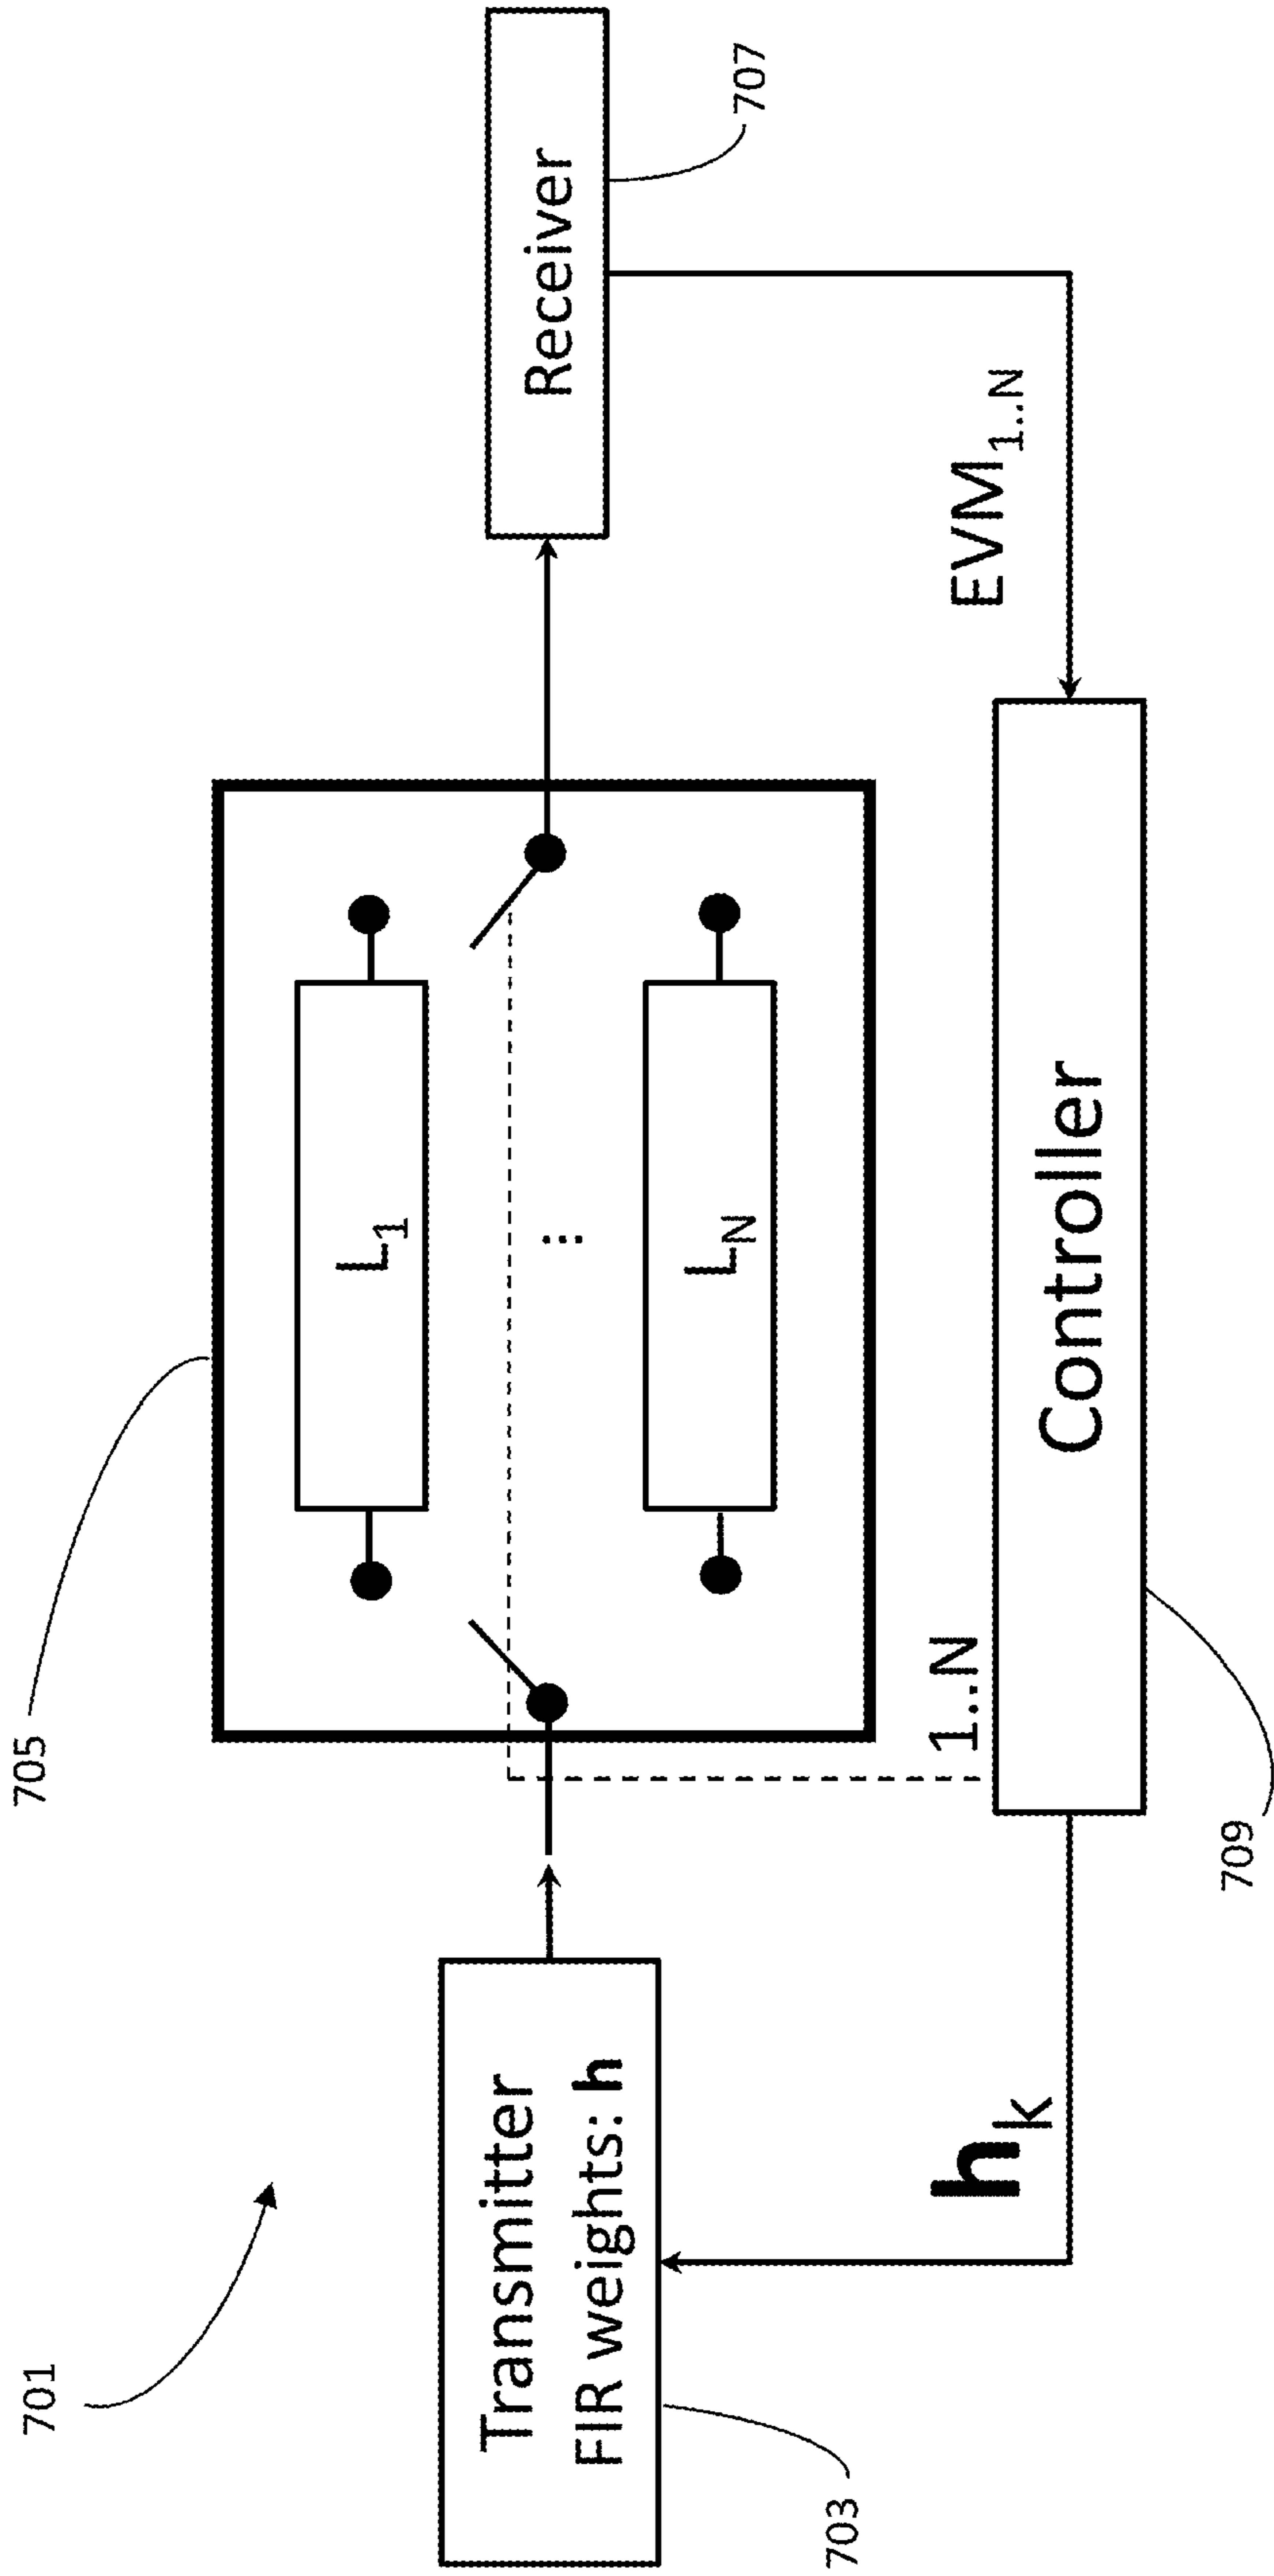 701
705
Transmitter
FIR weights: h
703
L1
⋮
LN
Receiver
707
hk
1..N
Controller
709
EVM1..N